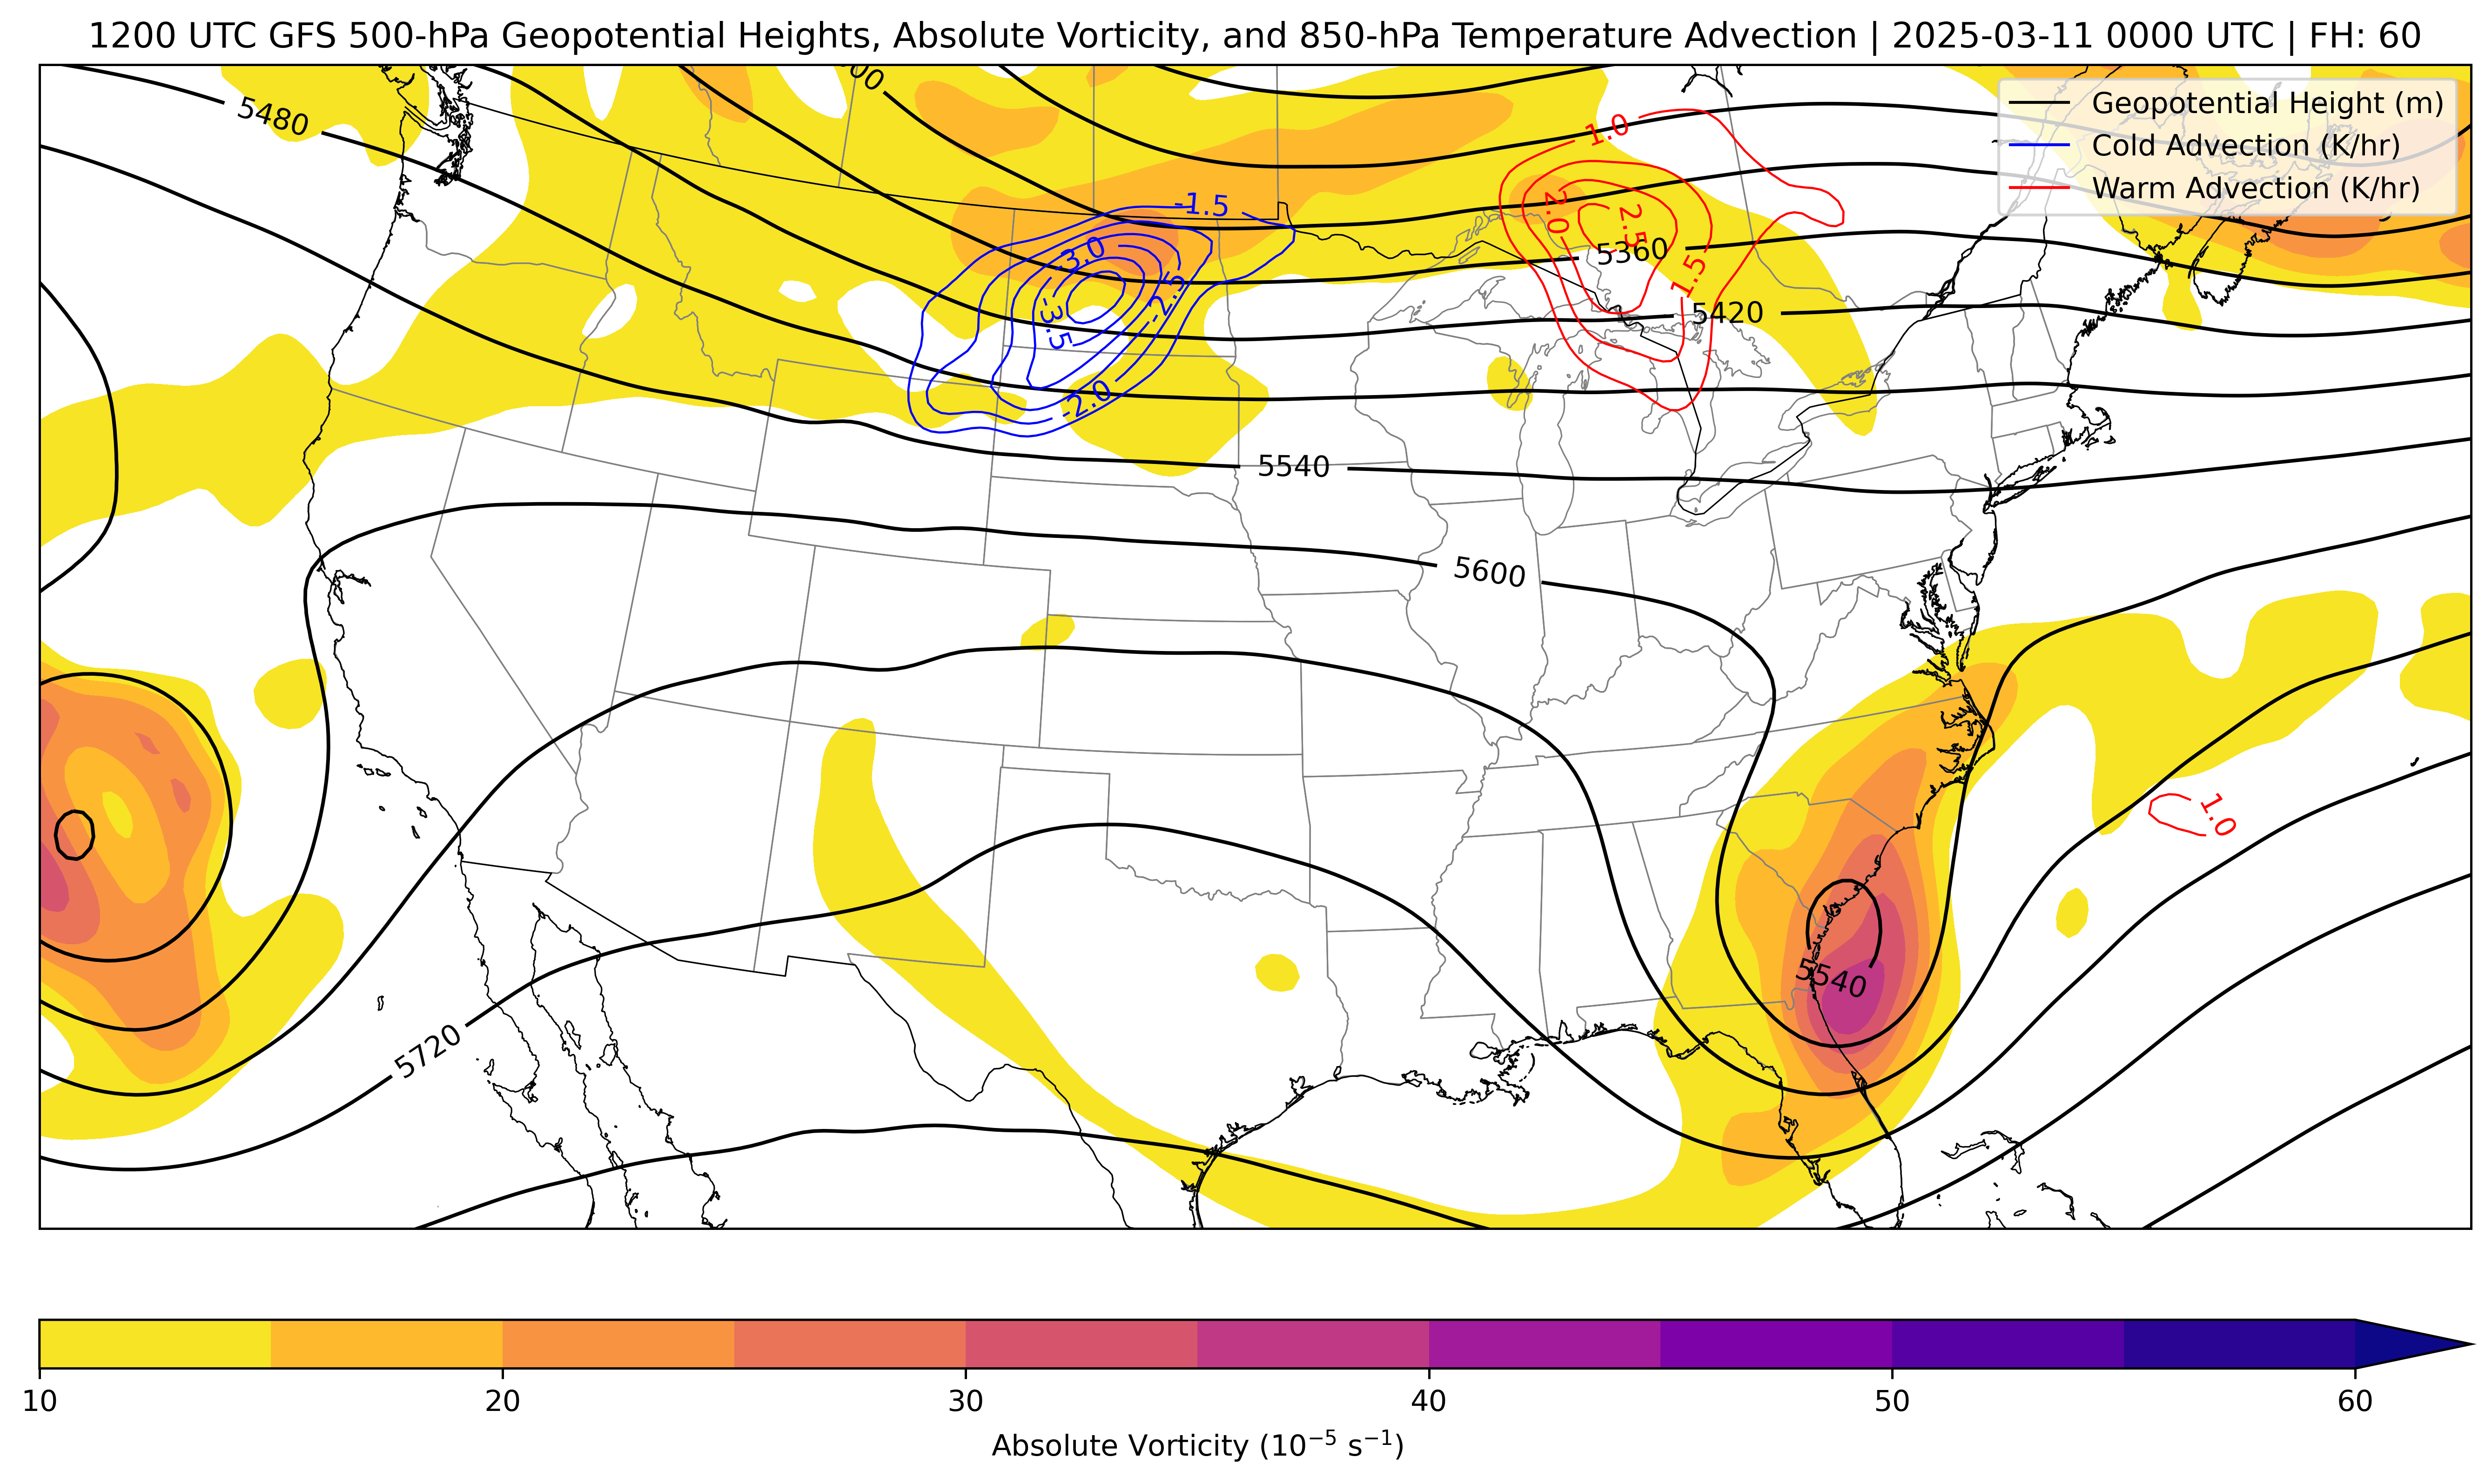 1200 UTC GFS 500-hPa Geopotential Heights, Absolute Vorticity, and 850-hPa Temperature Advection | 2025-03-11 0000 UTC | FH: 60
Geopotential Height (m)
Cold Advection (K/hr)
Warm Advection (K/hr)
5480
1.0
-1.5
2.0
2.5
5360
-3.0
1.5
-2.5
-3.5
5420
-2.0
5540
5600
1.0
5540
5720
10 20 30 40 50 60
Absolute Vorticity (10⁻⁵ s⁻¹)